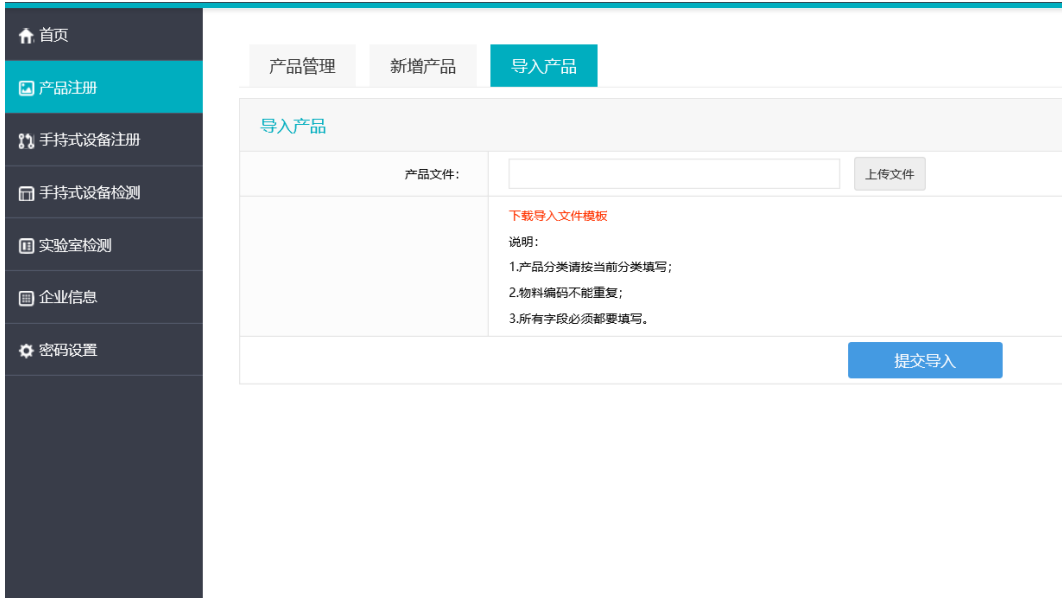 首页
产品注册
手持式设备注册
手持式设备检测
实验室检测
企业信息
密码设置
产品管理 新增产品 导入产品
导入产品
产品文件: 上传文件
下载导入文件模板
说明:
1.产品分类请按当前分类填写;
2.物料编码不能重复;
3.所有字段必须都要填写。
提交导入